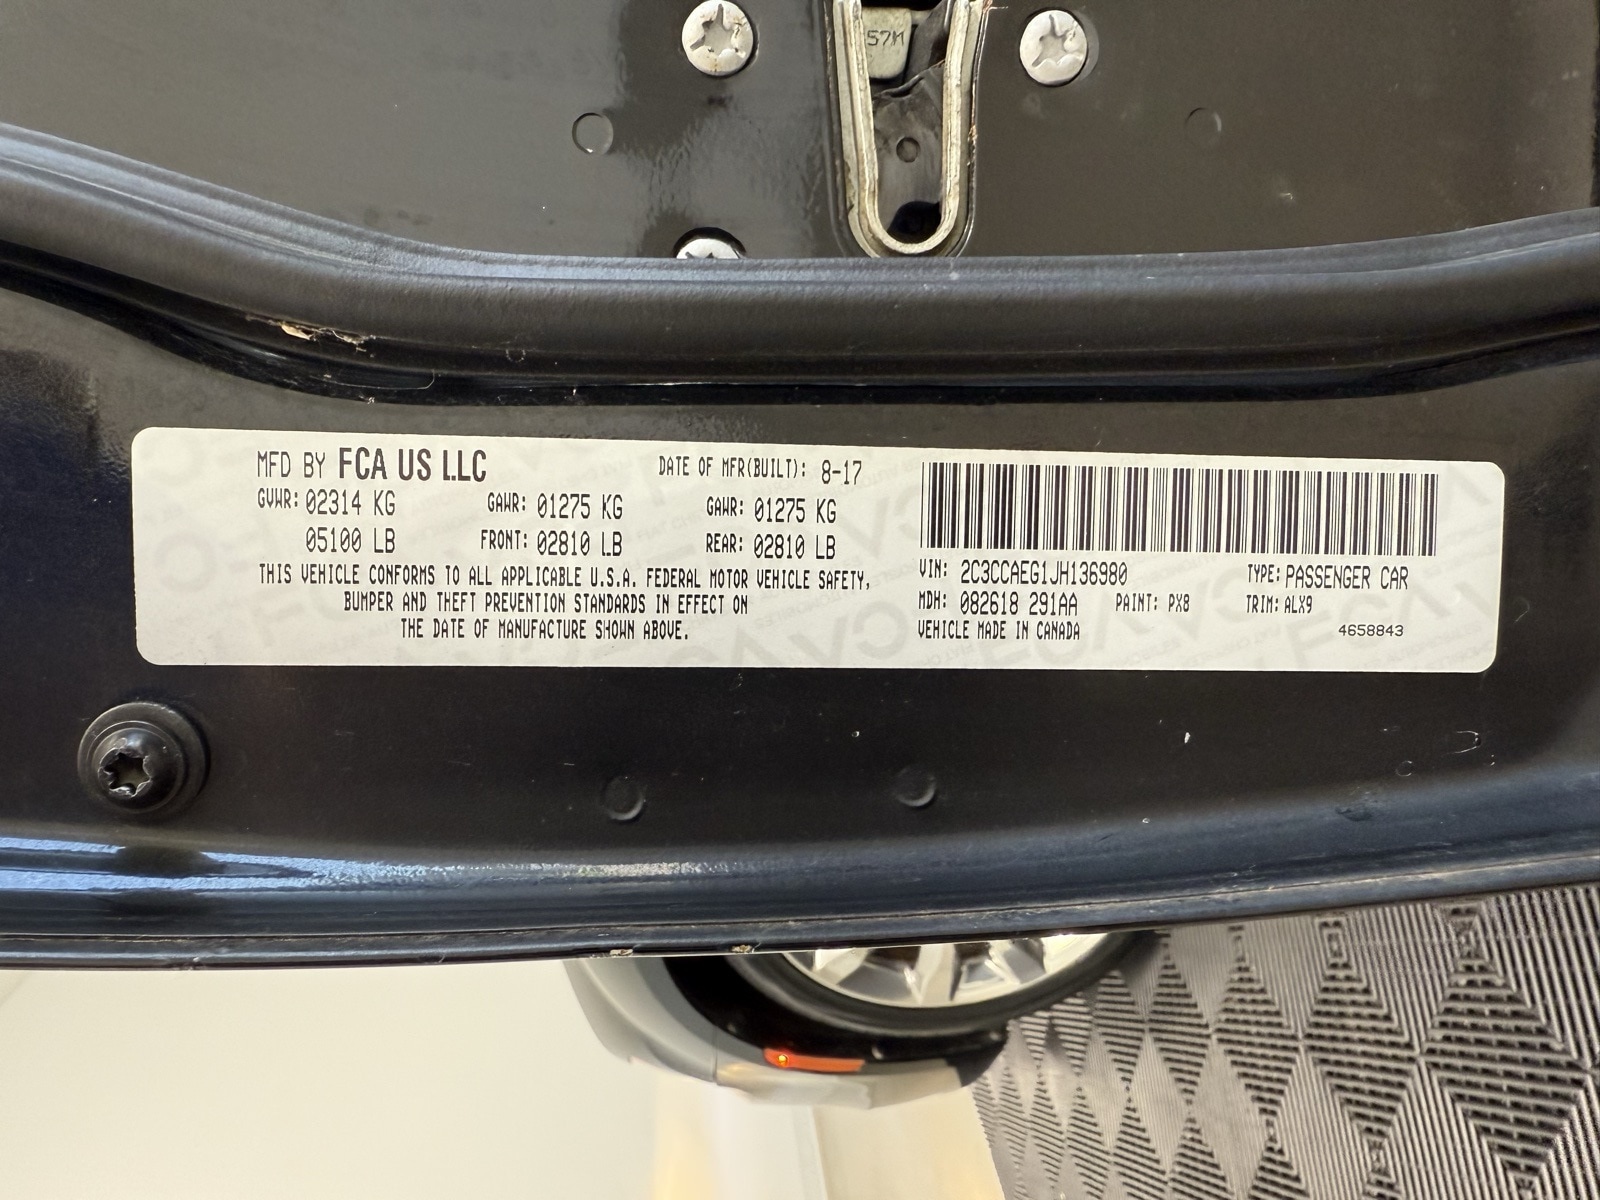 57M
MFD BY FCA US LLC DATE OF MFR(BUILT): 8-17
GVWR: 02314 KG GAWR: 01275 KG GAWR: 01275 KG
05100 LB FRONT: 02810 LB REAR: 02810 LB
THIS VEHICLE CONFORMS TO ALL APPLICABLE U.S.A. FEDERAL MOTOR VEHICLE SAFETY,
BUMPER AND THEFT PREVENTION STANDARDS IN EFFECT ON
THE DATE OF MANUFACTURE SHOWN ABOVE.
VIN: 2C3CCAEG1JH136980 TYPE: PASSENGER CAR
MDH: 082618 291AA PAINT: PX8 TRIM: ALX9
VEHICLE MADE IN CANADA 4658843